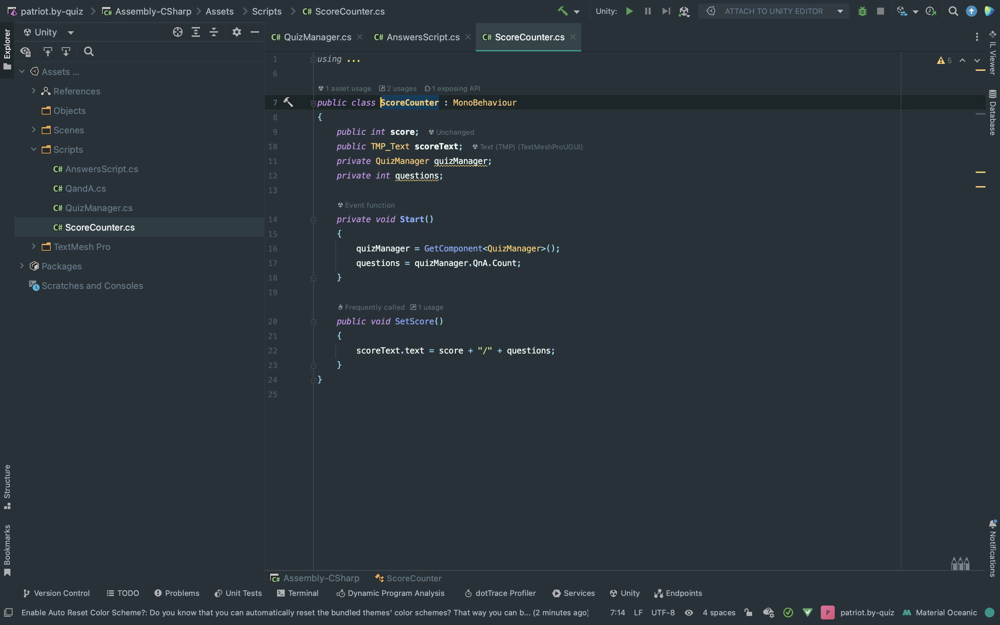 patriot.by-quiz Assembly-CSharp Assets Scripts C# ScoreCounter.cs Unity: ATTACH TO UNITY EDITOR
Explorer
Unity
Assets ...
References
Objects
Scenes
Scripts
C# AnswersScript.cs
C# QandA.cs
C# QuizManager.cs
C# ScoreCounter.cs
TextMesh Pro
Packages
Scratches and Consoles
Structure
Bookmarks
C# QuizManager.cs C# AnswersScript.cs C# ScoreCounter.cs
1 using ...
5
6
1 asset usage 2 usages 1 exposing API
7 public class ScoreCounter : MonoBehaviour
8 {
9 public int score; Unchanged
10 public TMP_Text scoreText; Text (TMP) (TextMeshProUGUI)
11 private QuizManager quizManager;
12 private int questions;
13
Event function
14 private void Start()
15 {
16 quizManager = GetComponent<QuizManager>();
17 questions = quizManager.QnA.Count;
18 }
19
Frequently called 1 usage
20 public void SetScore()
21 {
22 scoreText.text = score + "/" + questions;
23 }
24 }
25
IL Viewer
Database
Notifications
C# Assembly-CSharp ScoreCounter
Version Control TODO Problems Unit Tests Terminal Dynamic Program Analysis dotTrace Profiler Services Unity Endpoints
Enable Auto Reset Color Scheme?: Do you know that you can automatically reset the bundled themes' color schemes? That way you can b... (2 minutes ago) 7:14 LF UTF-8 4 spaces P patriot.by-quiz Material Oceanic